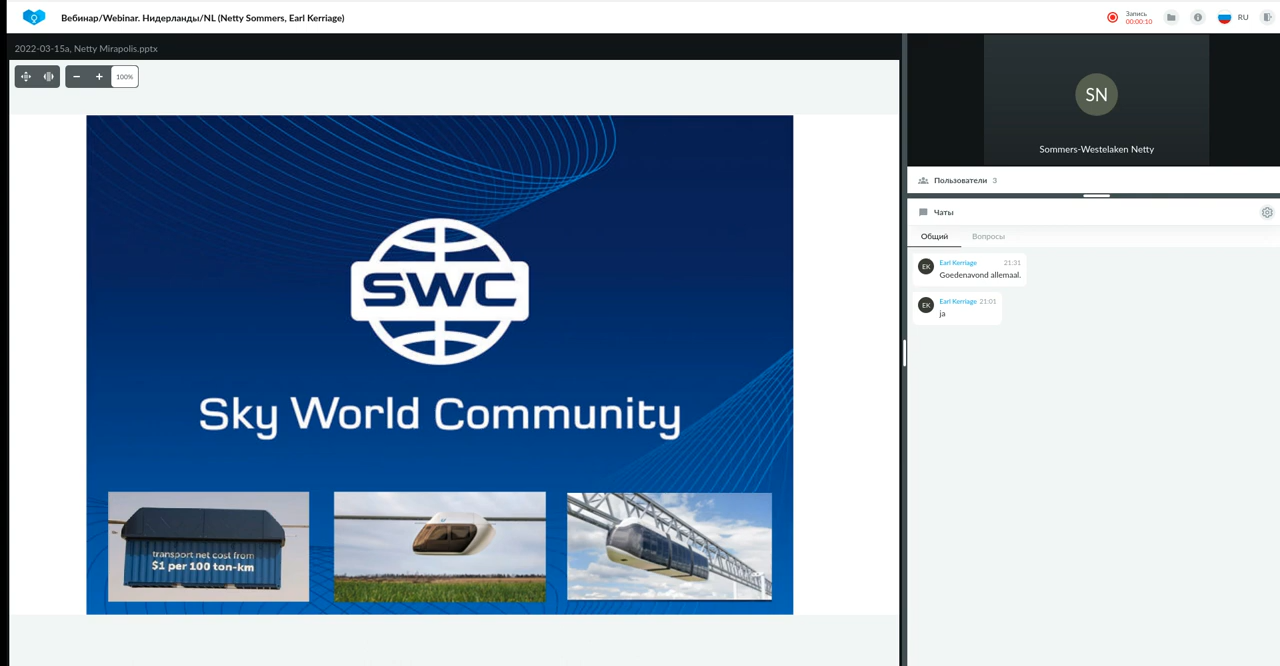 Вебинар/Webinar. Нидерланды/NL (Netty Sommers, Earl Kerriage)
Запись
00:00:10
RU
2022-03-15a, Netty Mirapolis.pptx
100%
SWC
Sky World Community
transport net cost from
$1 per 100 ton-km
SN
Sommers-Westelaken Netty
Пользователи 3
Чаты
Общий Вопросы
EK
Earl Kerriage 21:31
Goedenavond allemaal.
EK
Earl Kerriage 21:01
ja